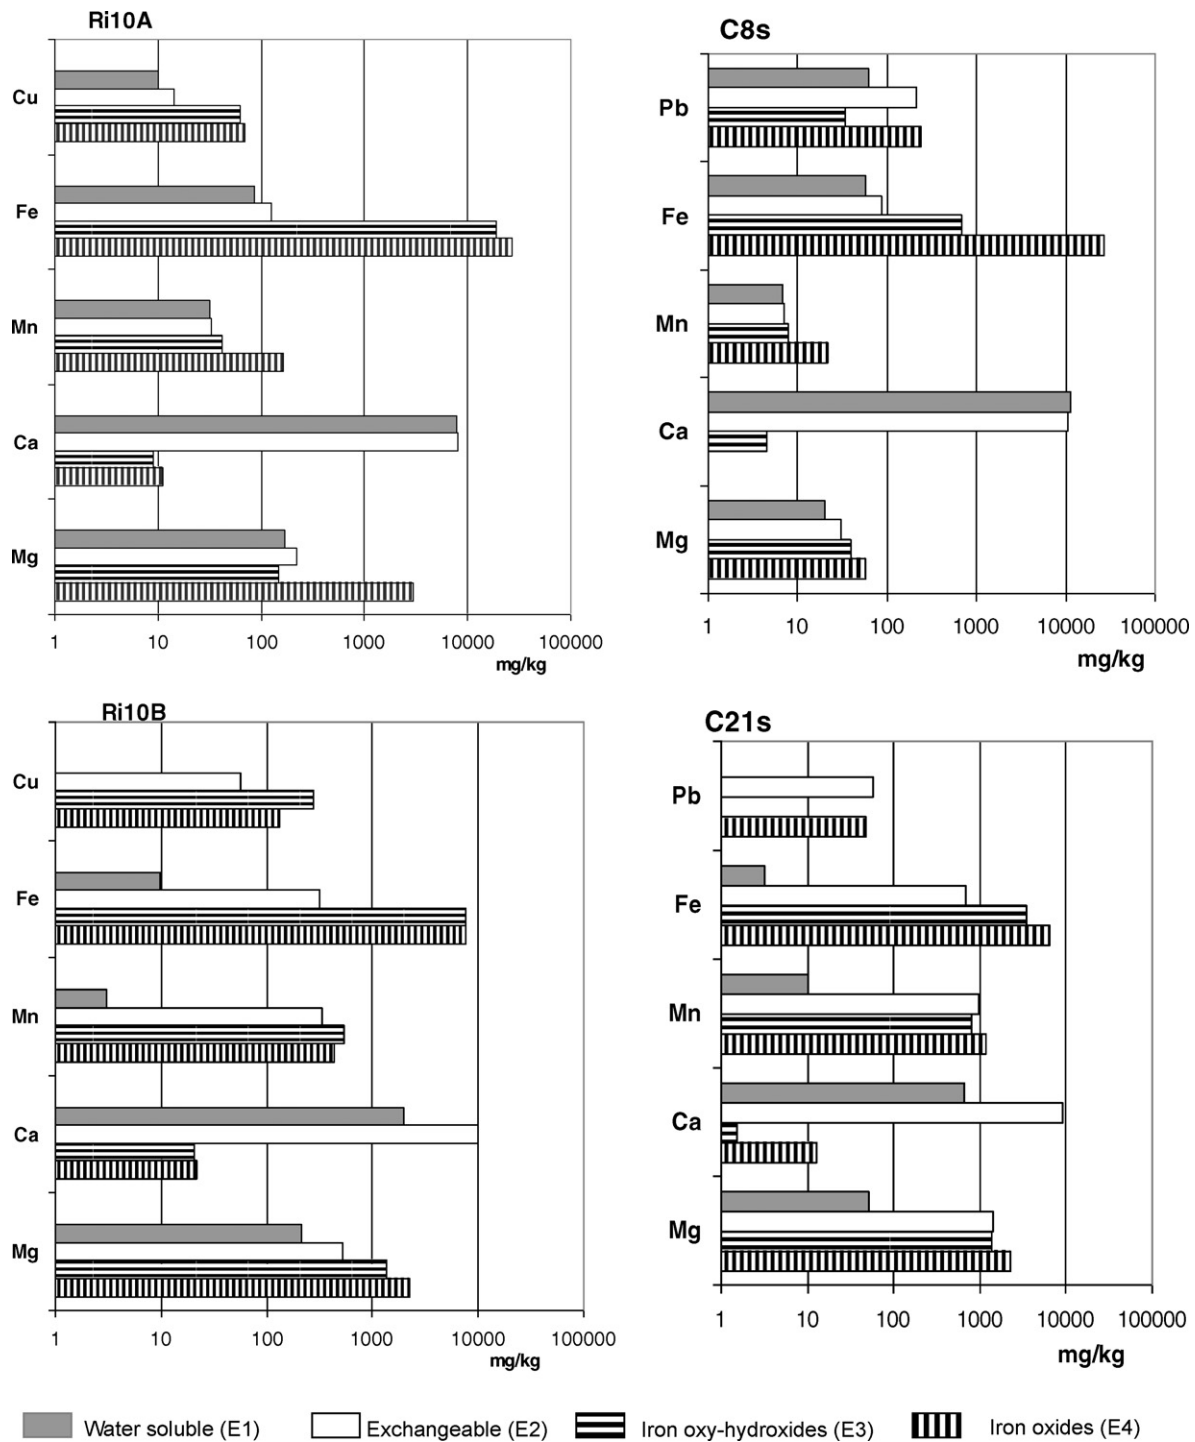 Ri10A
Cu
Fe
Mn
Ca
Mg
1 10 100 1000 10000 100000
mg/kg
C8s
Pb
Fe
Mn
Ca
Mg
1 10 100 1000 10000 100000
mg/kg
Ri10B
Cu
Fe
Mn
Ca
Mg
1 10 100 1000 10000 100000
mg/kg
C21s
Pb
Fe
Mn
Ca
Mg
1 10 100 1000 10000 100000
mg/kg
Water soluble (E1) Exchangeable (E2) Iron oxy-hydroxides (E3) Iron oxides (E4)